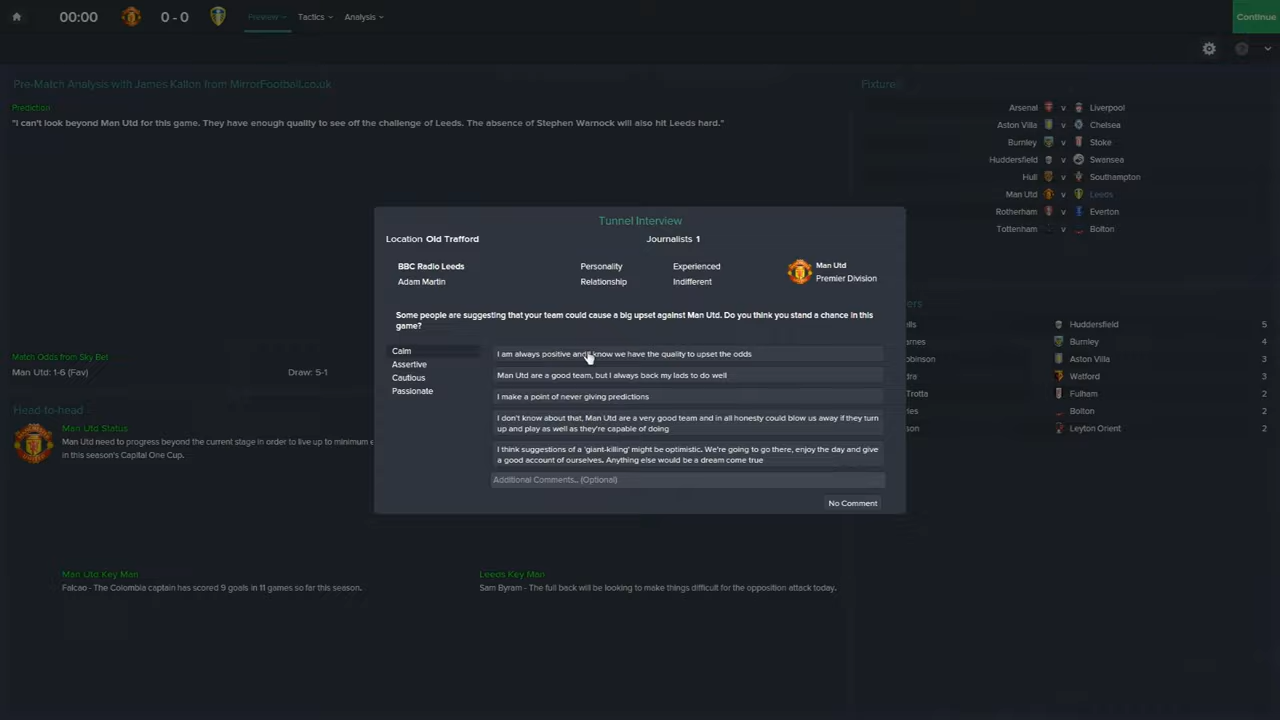 00:00
0 - 0
Preview
Tactics
Analysis
Continue
Pre-Match Analysis with James Kallon from MirrorFootball.co.uk
Prediction
"I can't look beyond Man Utd for this game. They have enough quality to see off the challenge of Leeds. The absence of Stephen Warnock will also hit Leeds hard."
Fixture
Arsenal v Liverpool
Aston Villa v Chelsea
Burnley v Stoke
Huddersfield v Swansea
Hull v Southampton
Man Utd v Leeds
Rotherham v Everton
Tottenham v Bolton
Tunnel Interview
Location Old Trafford
Journalists 1
BBC Radio Leeds
Personality
Experienced
Man Utd
Adam Martin
Relationship
Indifferent
Premier Division
Some people are suggesting that your team could cause a big upset against Man Utd. Do you think you stand a chance in this
game?
Calm
Assertive
Cautious
Passionate
I am always positive and I know we have the quality to upset the odds
Man Utd are a good team, but I always back my lads to do well
I make a point of never giving predictions
I don't know about that, Man Utd are a very good team and in all honesty could blow us away if they turn
up and play as well as they're capable of doing
I think suggestions of a 'giant-killing' might be optimistic. We're going to go there, enjoy the day and give
a good account of ourselves. Anything else would be a dream come true
Additional Comments... (Optional)
No Comment
Huddersfield 5
Burnley 4
Aston Villa 3
Watford 3
Fulham 2
Bolton 2
Leyton Orient 2
Match Odds from Sky Bet
Man Utd: 1-6 (Fav)
Draw: 5-1
Head-to-head
Man Utd Status
Man Utd need to progress beyond the current stage in order to live up to minimum e
in this season's Capital One Cup.
Man Utd Key Man
Falcao - The Colombia captain has scored 9 goals in 11 games so far this season.
Leeds Key Man
Sam Byram - The full back will be looking to make things difficult for the opposition attack today.